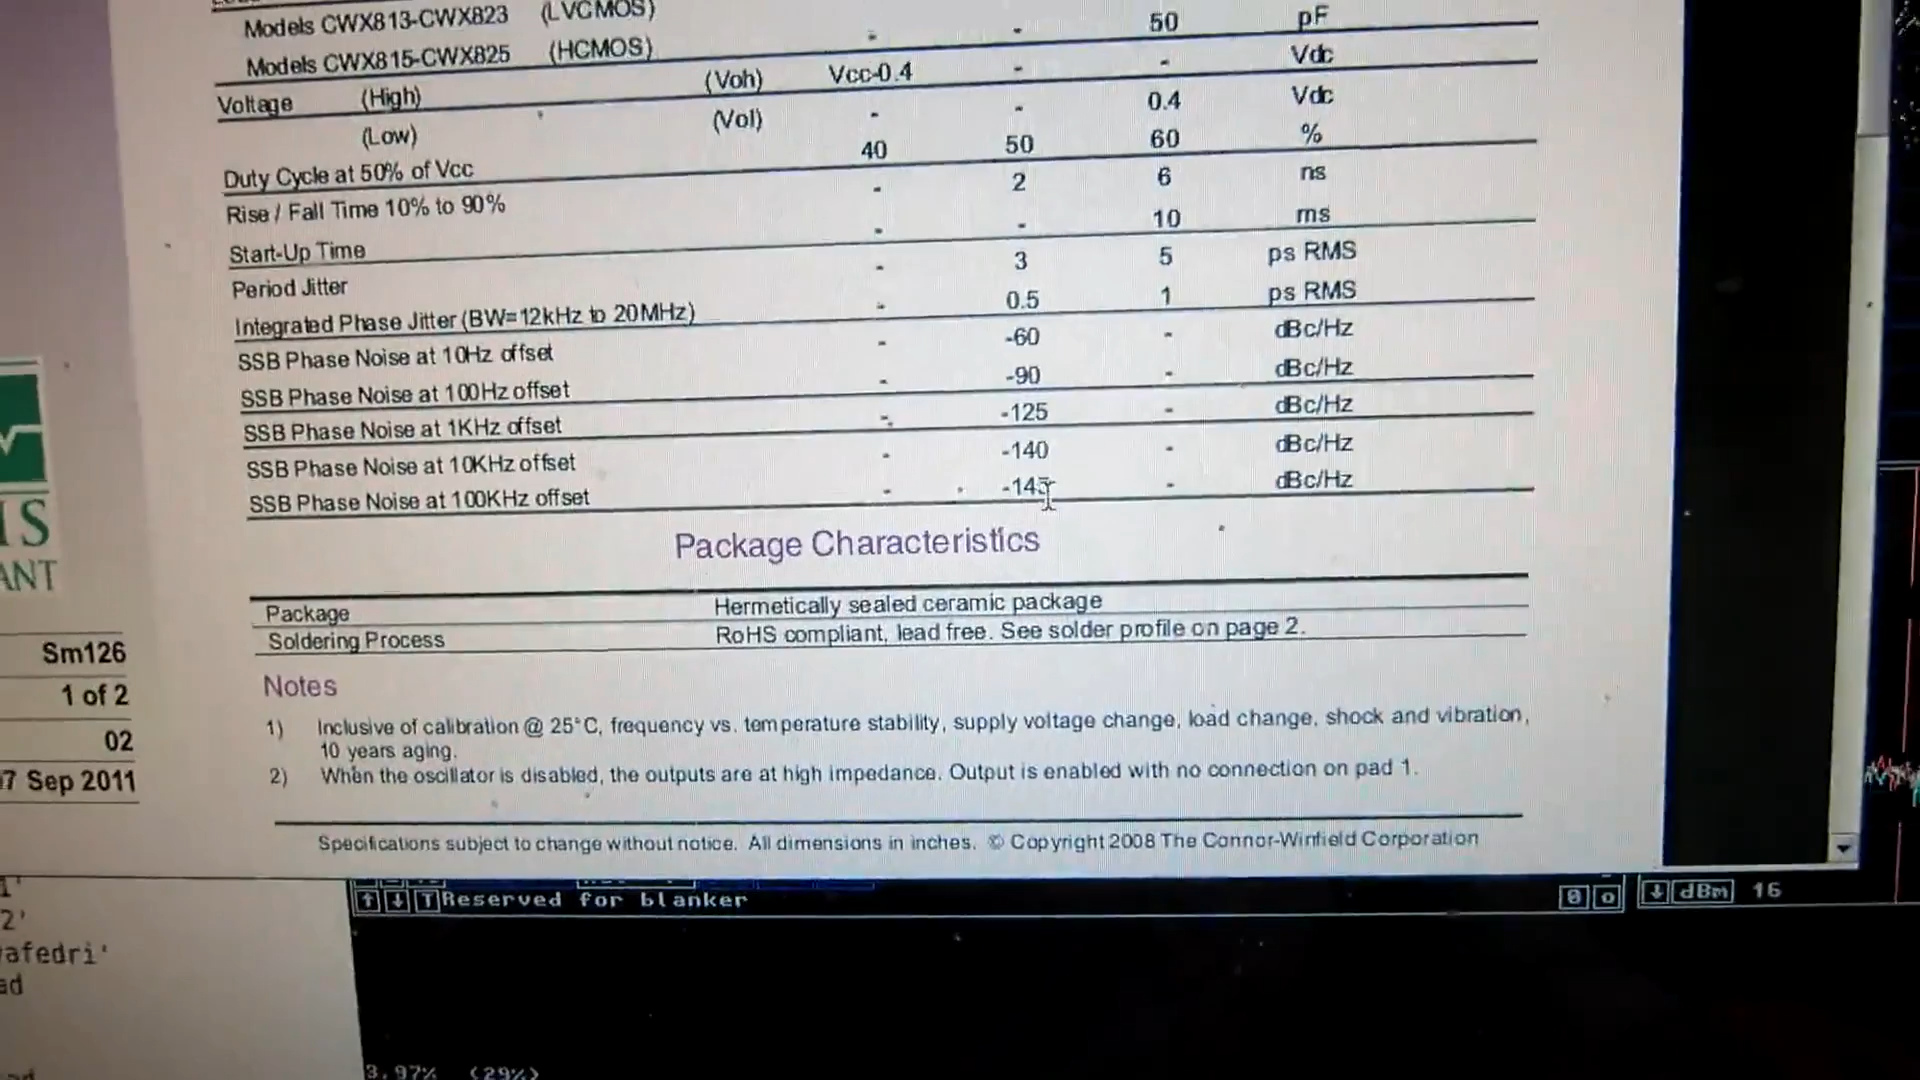 Models CWX813-CWX823 (LVCMOS) - - 50 pF
Models CWX815-CWX825 (HCMOS)
Voltage (High) (Voh) Vcc-0.4 - - Vdc
(Low) (Vol) - - 0.4 Vdc
Duty Cycle at 50% of Vcc 40 50 60 %
Rise / Fall Time 10% to 90% - 2 6 ns
Start-Up Time - - 10 ms
Period Jitter - 3 5 ps RMS
Integrated Phase Jitter (BW=12kHz to 20MHz) - 0.5 1 ps RMS
SSB Phase Noise at 10Hz offset - -60 - dBc/Hz
SSB Phase Noise at 100Hz offset - -90 - dBc/Hz
SSB Phase Noise at 1KHz offset - -125 - dBc/Hz
SSB Phase Noise at 10KHz offset - -140 - dBc/Hz
SSB Phase Noise at 100KHz offset - -145 - dBc/Hz
Package Characteristics
Package Hermetically sealed ceramic package
Soldering Process RoHS compliant, lead free. See solder profile on page 2.
Notes
1) Inclusive of calibration @ 25°C, frequency vs. temperature stability, supply voltage change, load change, shock and vibration,
10 years aging.
2) When the oscillator is disabled, the outputs are at high impedance. Output is enabled with no connection on pad 1.
Specifications subject to change without notice. All dimensions in inches. © Copyright 2008 The Connor-Winfield Corporation
IS
ANT
Sm126
1 of 2
02
7 Sep 2011
2'
afedri'
ad
T Reserved for blanker
dBm 16
3.97% (29%)